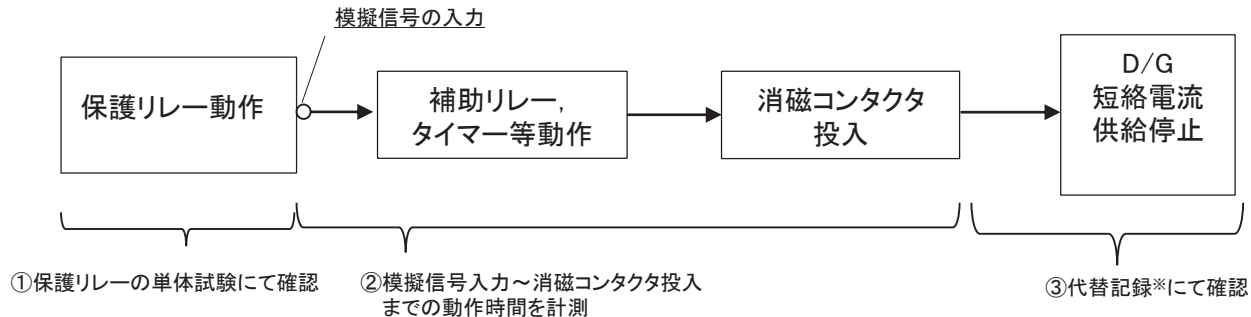 模擬信号の入力
保護リレー動作
補助リレー,
タイマー等動作
消磁コンタクタ
投入
D/G
短絡電流
供給停止
①保護リレーの単体試験にて確認
②模擬信号入力～消磁コンタクタ投入
までの動作時間を計測
③代替記録※にて確認